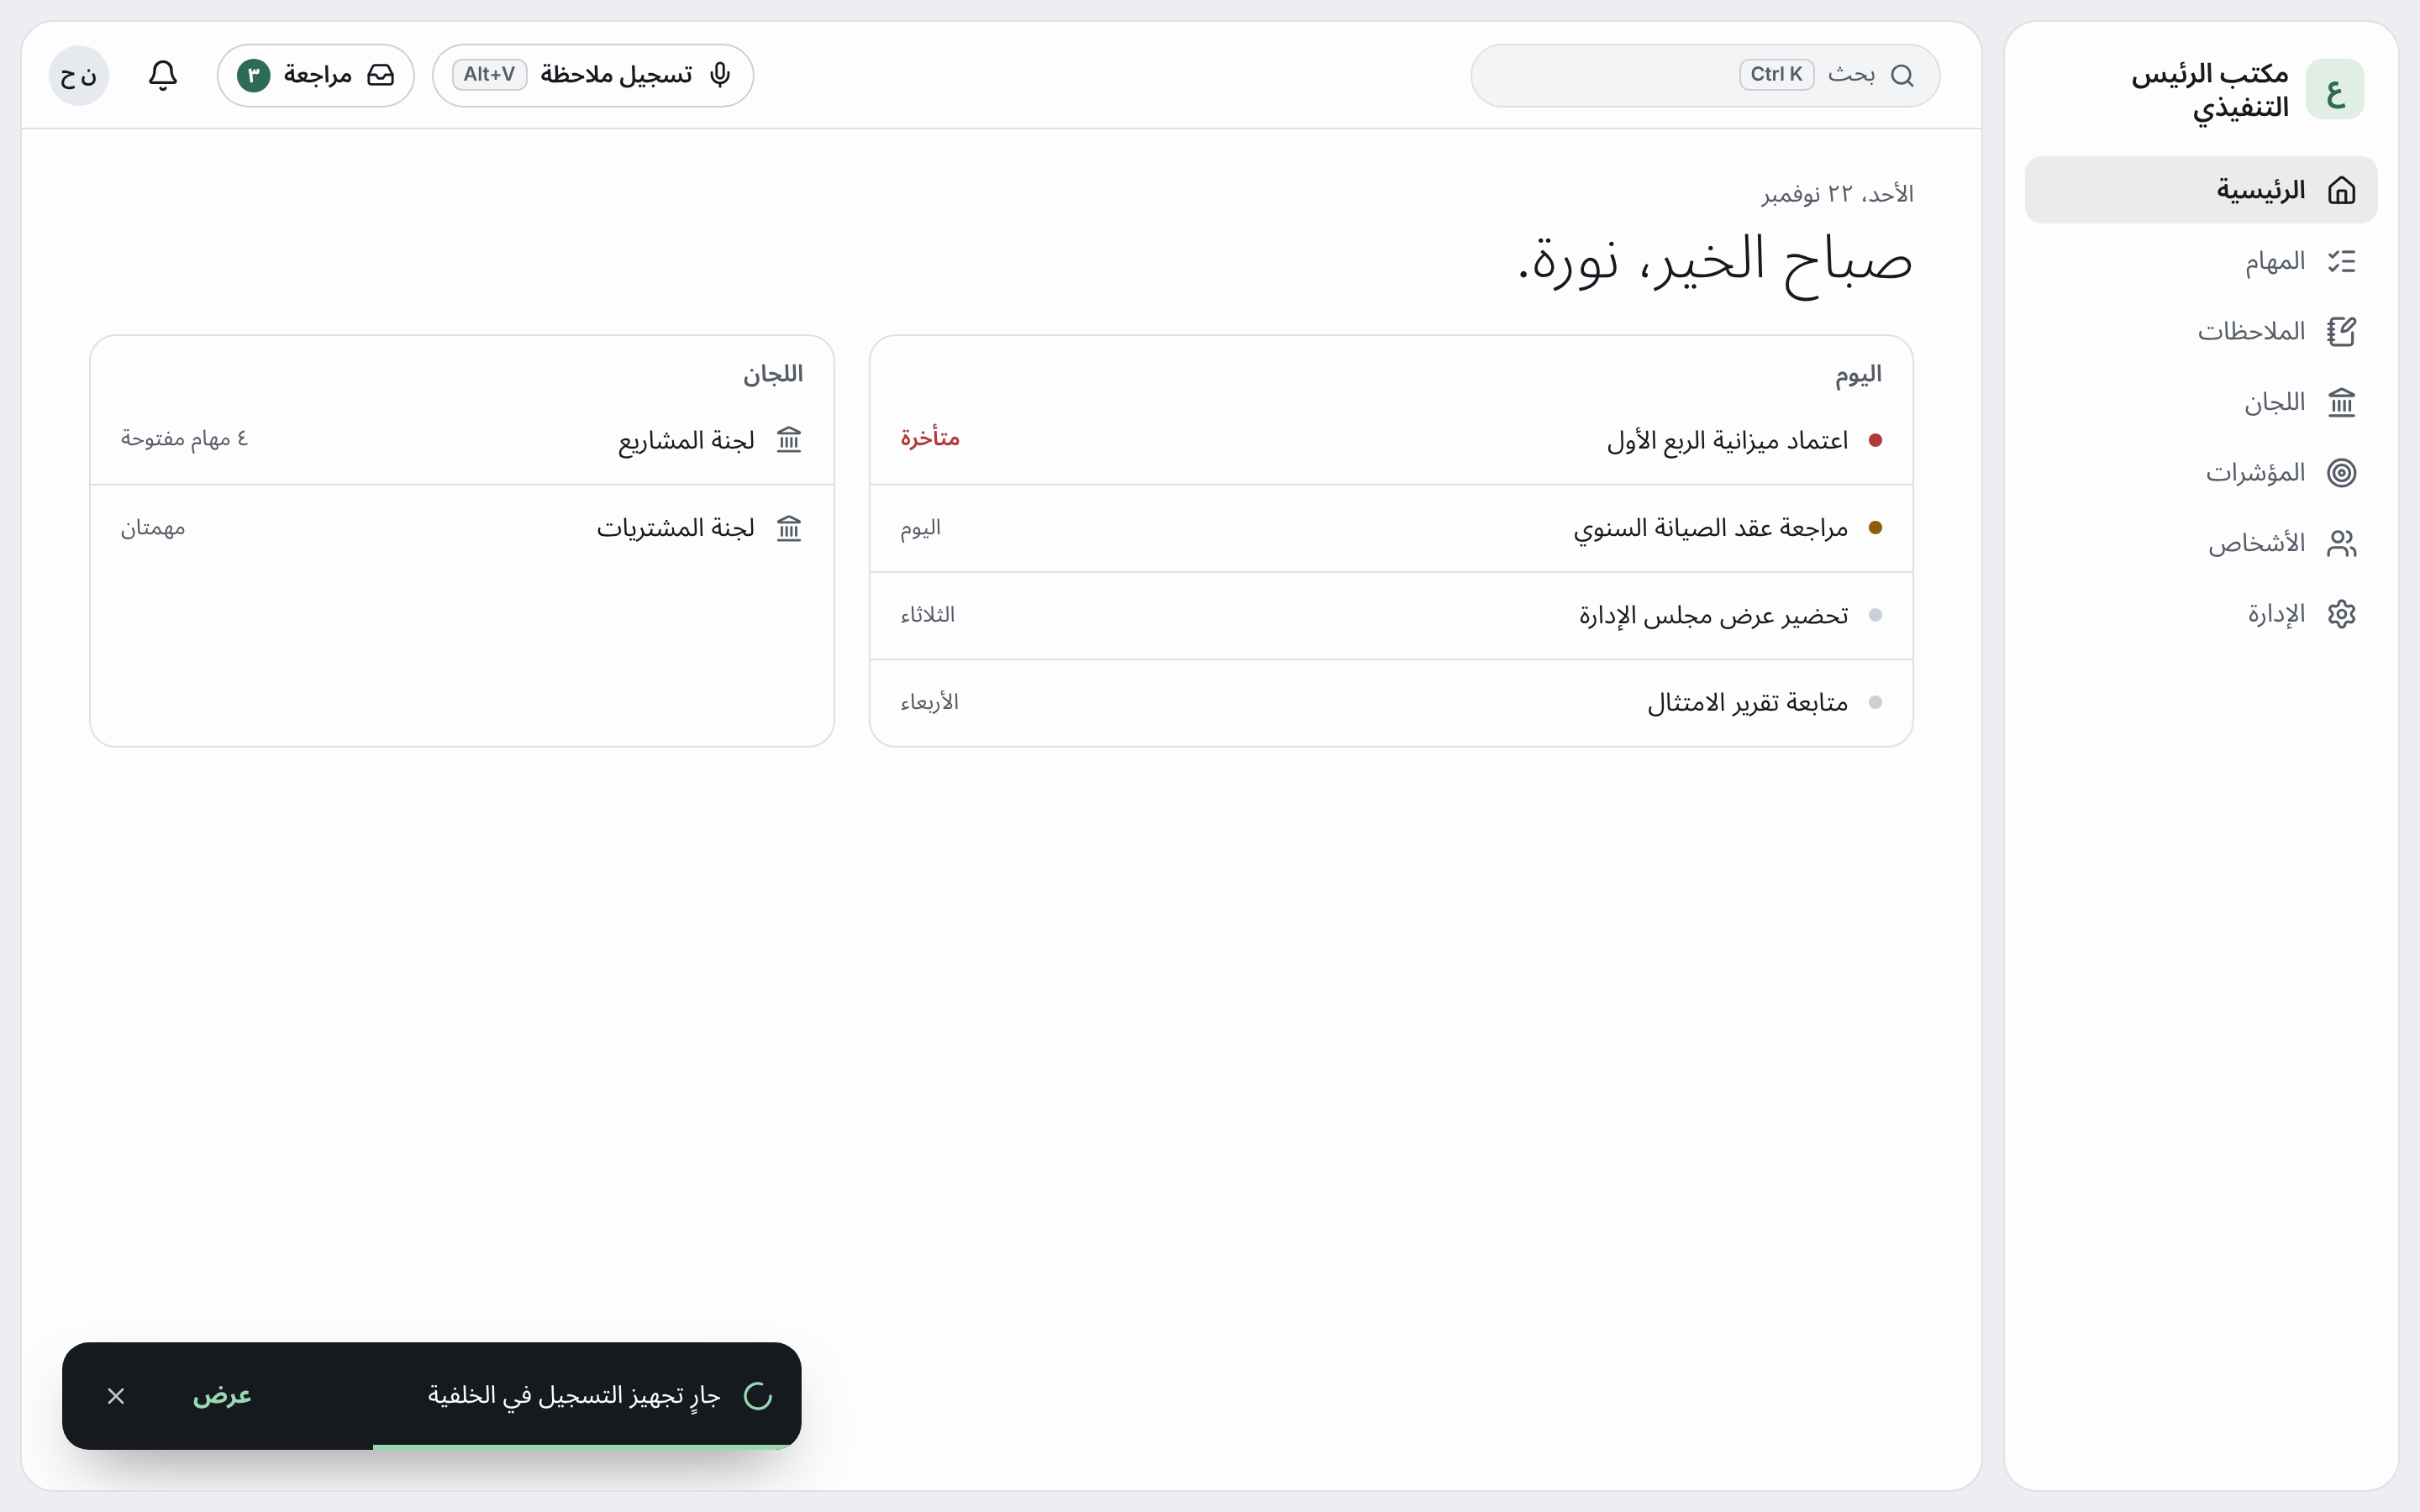 ع
مكتب الرئيس
التنفيذي
الرئيسية
المهام
الملاحظات
اللجان
المؤشرات
الأشخاص
الإدارة
بحث Ctrl K
تسجيل ملاحظة Alt+V
مراجعة ٣
ن ح
الأحد، ٢٢ نوفمبر
صباح الخير، نورة.
اليوم
اعتماد ميزانية الربع الأول متأخرة
مراجعة عقد الصيانة السنوي اليوم
تحضير عرض مجلس الإدارة الثلاثاء
متابعة تقرير الامتثال الأربعاء
اللجان
لجنة المشاريع ٤ مهام مفتوحة
لجنة المشتريات مهمتان
جارٍ تجهيز التسجيل في الخلفية عرض